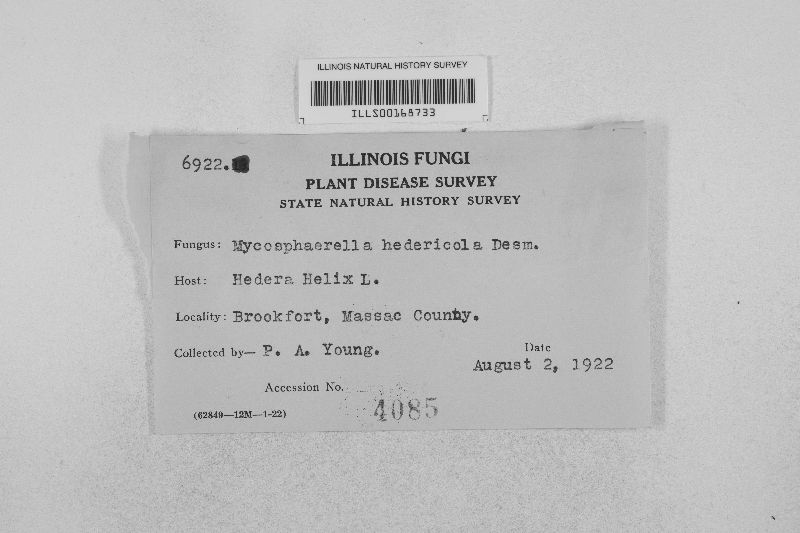 ILLINOIS NATURAL HISTORY SURVEY
ILLS00168733
6922.
ILLINOIS FUNGI
PLANT DISEASE SURVEY
STATE NATURAL HISTORY SURVEY
Fungus: Mycosphaerella hedericola Desm.
Host: Hedera Helix L.
Locality: Brookfort, Massac County.
Collected by— P. A. Young.
Date
August 2, 1922
Accession No.
4085
(62849—12M—1-22)